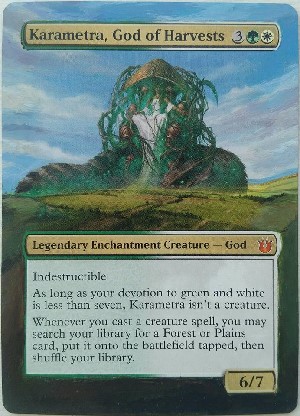 Karametra, God of Harvests 3
Legendary Enchantment Creature — God
Indestructible
As long as your devotion to green and white
is less than seven, Karametra isn't a creature.
Whenever you cast a creature spell, you may
search your library for a Forest or Plains
card, put it onto the battlefield tapped, then
shuffle your library.
6/7